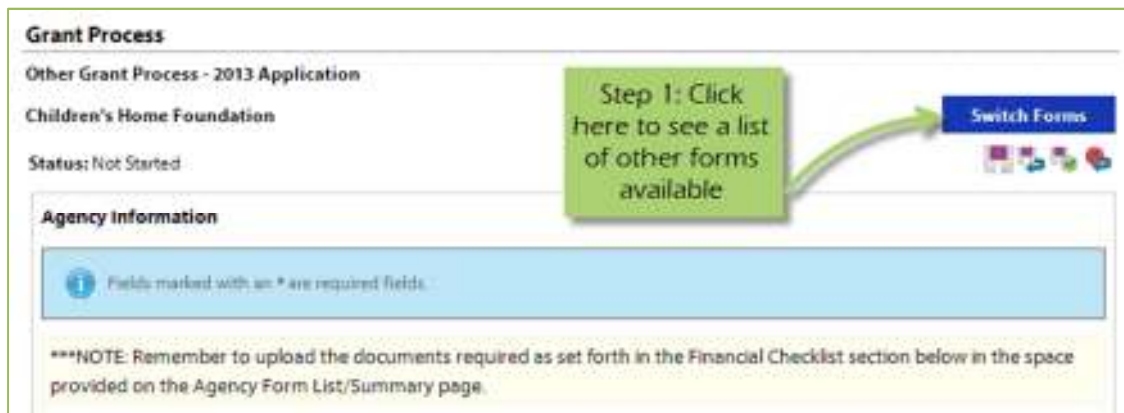 Grant Process
Other Grant Process - 2013 Application
Children's Home Foundation
Step 1: Click
here to see a list
of other forms
available
Switch Forms
Status: Not Started
Agency Information
Fields marked with an * are required fields.
***NOTE: Remember to upload the documents required as set forth in the Financial Checklist section below in the space
provided on the Agency Form List/Summary page.